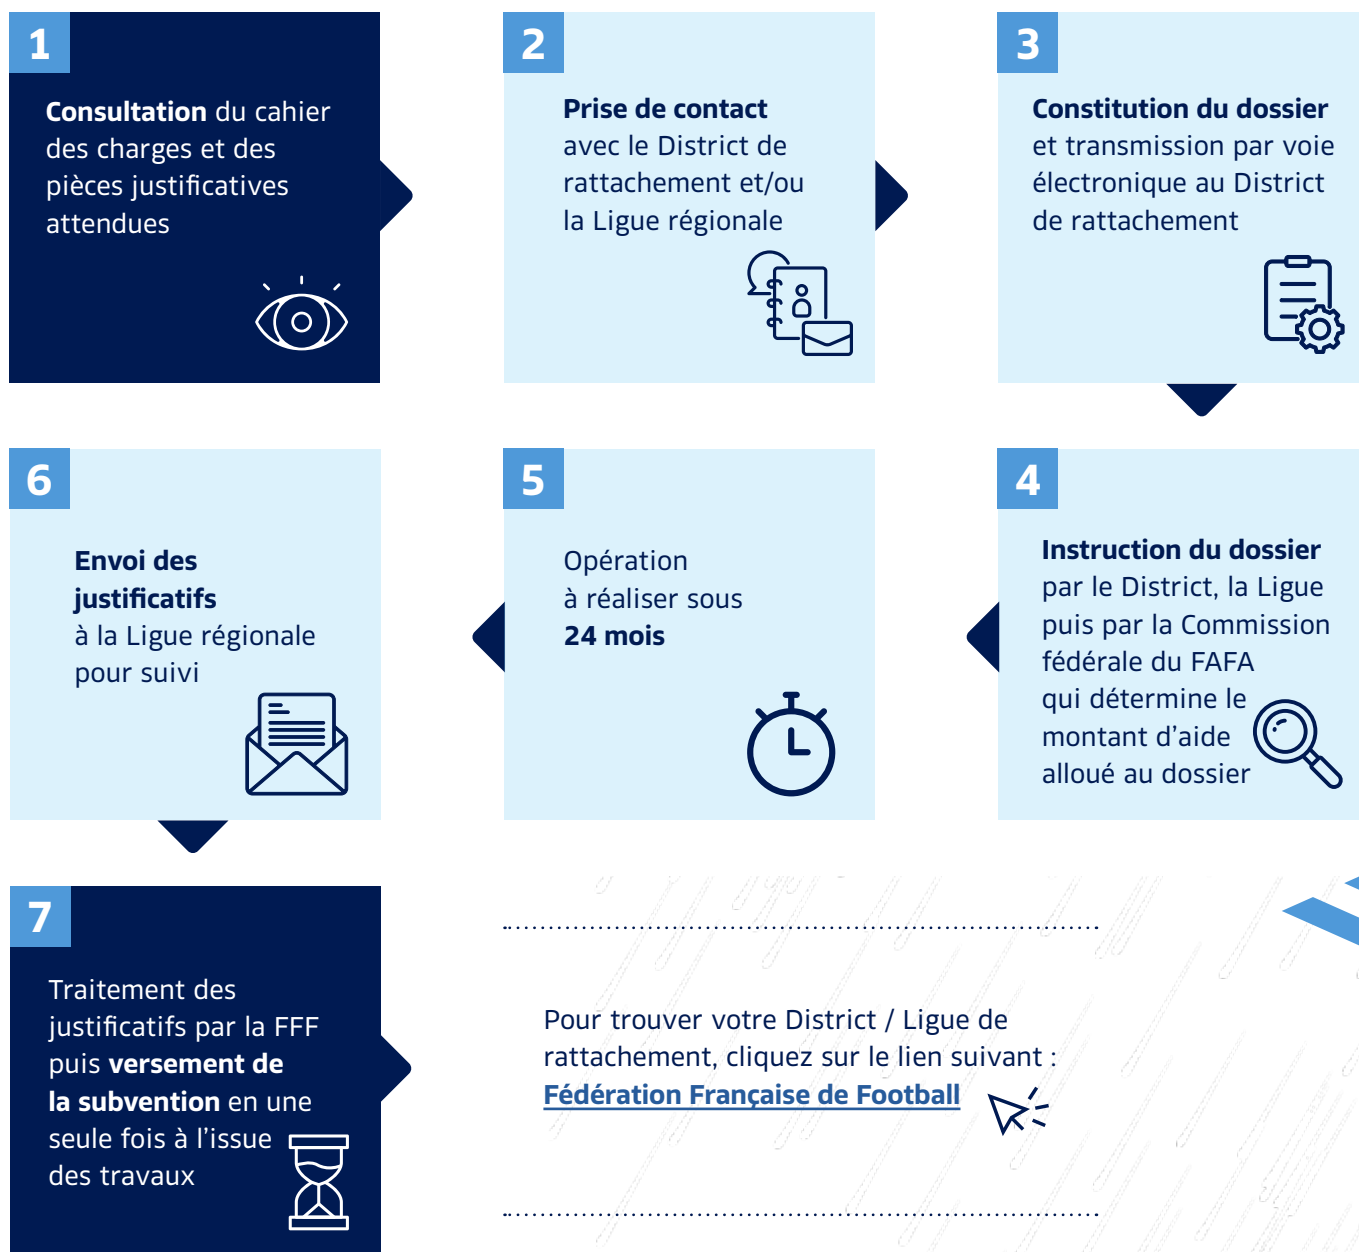 1
Consultation du cahier
des charges et des
pièces justificatives
attendues
2
Prise de contact
avec le District de
rattachement et/ou
la Ligue régionale
3
Constitution du dossier
et transmission par voie
électronique au District
de rattachement
4
Instruction du dossier
par le District, la Ligue
puis par la Commission
fédérale du FAFA
qui détermine le
montant d’aide
alloué au dossier
5
Opération
à réaliser sous
24 mois
6
Envoi des
justificatifs
à la Ligue régionale
pour suivi
7
Traitement des
justificatifs par la FFF
puis versement de
la subvention en une
seule fois à l’issue
des travaux
Pour trouver votre District / Ligue de
rattachement, cliquez sur le lien suivant :
Fédération Française de Football